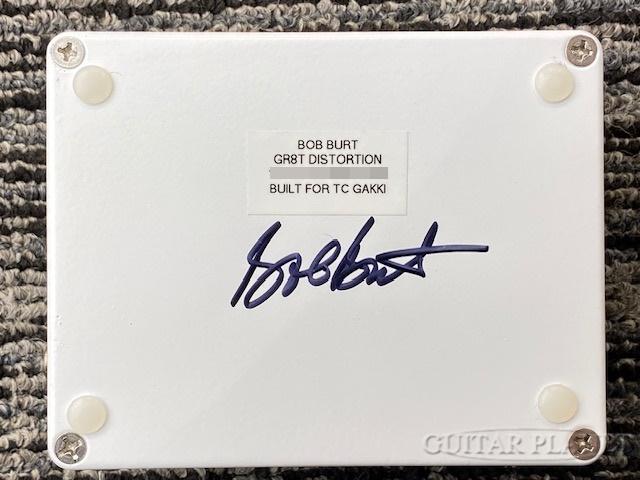 BOB BURT
GR8T DISTORTION
BUILT FOR TC GAKKI
Bob Burt
GUITAR PLANET